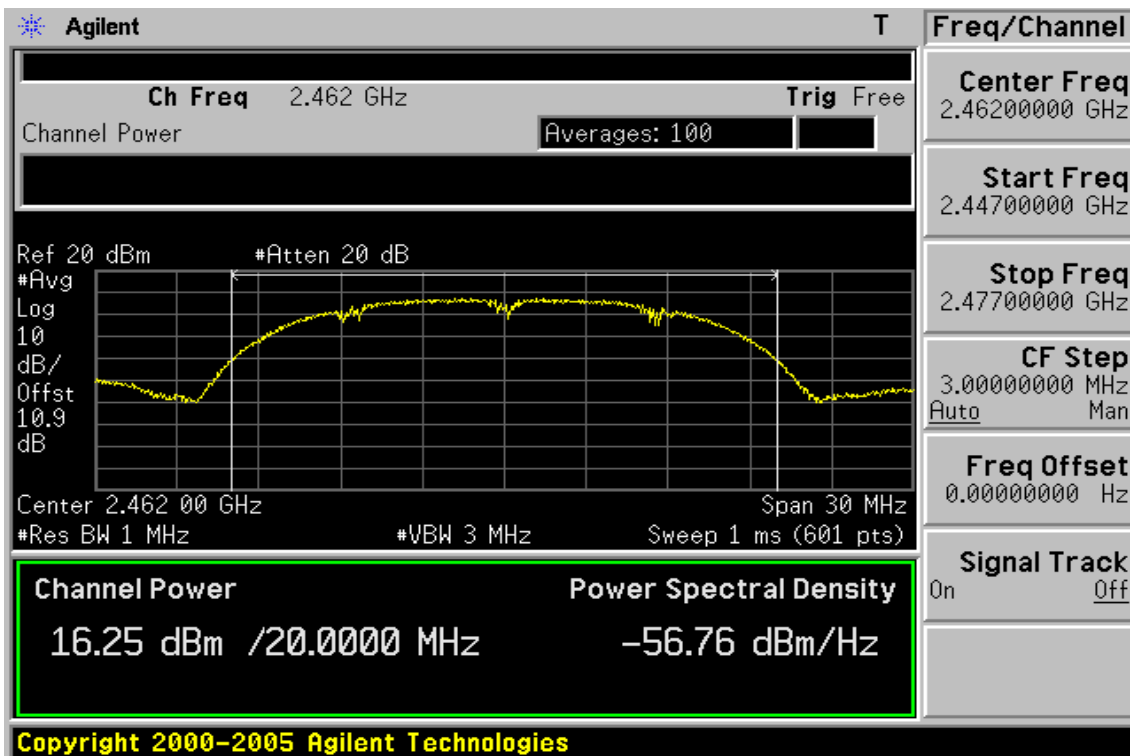 Agilent T
Ch Freq 2.462 GHz Trig Free
Channel Power Averages: 100
Ref 20 dBm #Atten 20 dB
#Avg
Log
10
dB/
Offst
10.9
dB
Center 2.462 00 GHz Span 30 MHz
#Res BW 1 MHz #VBW 3 MHz Sweep 1 ms (601 pts)
Channel Power Power Spectral Density
16.25 dBm /20.0000 MHz -56.76 dBm/Hz
Copyright 2000-2005 Agilent Technologies
Freq/Channel
Center Freq
2.46200000 GHz
Start Freq
2.44700000 GHz
Stop Freq
2.47700000 GHz
CF Step
3.00000000 MHz
Auto Man
Freq Offset
0.00000000 Hz
Signal Track
On Off